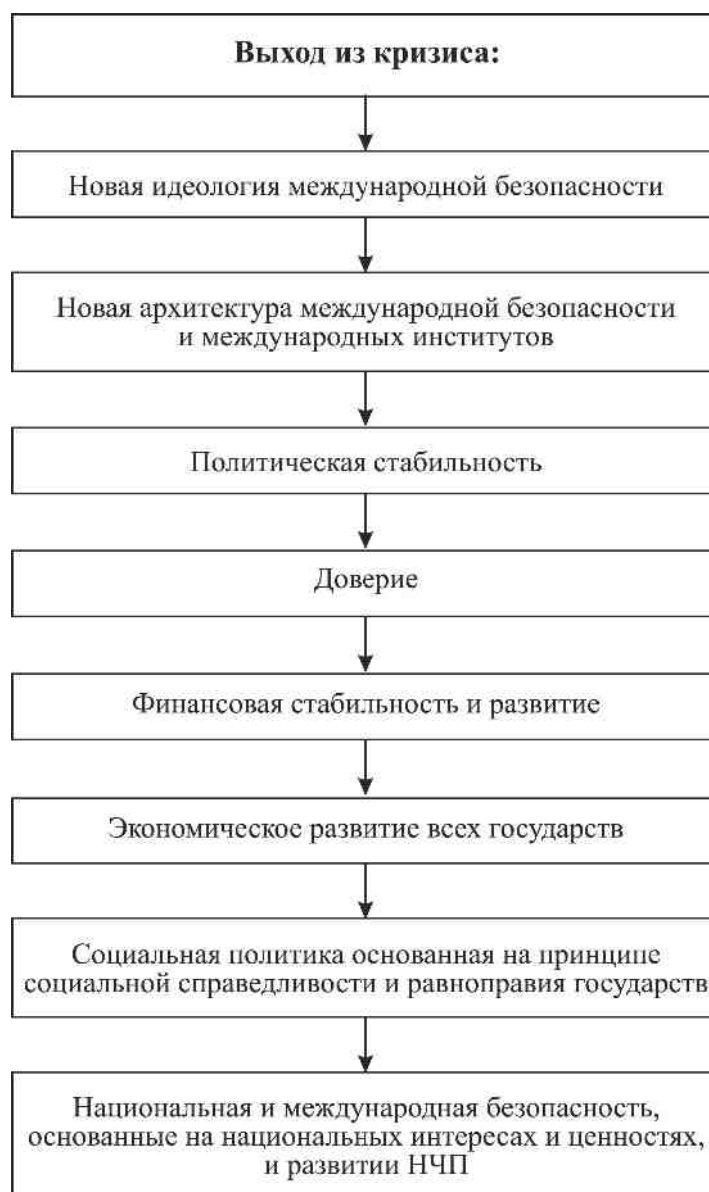 Выход из кризиса:
Новая идеология международной безопасности
Новая архитектура международной безопасности
и международных институтов
Политическая стабильность
Доверие
Финансовая стабильность и развитие
Экономическое развитие всех государств
Социальная политика основанная на принципе
социальной справедливости и равноправия государств
Национальная и международная безопасность,
основанные на национальных интересах и ценностях,
и развитии НЧП